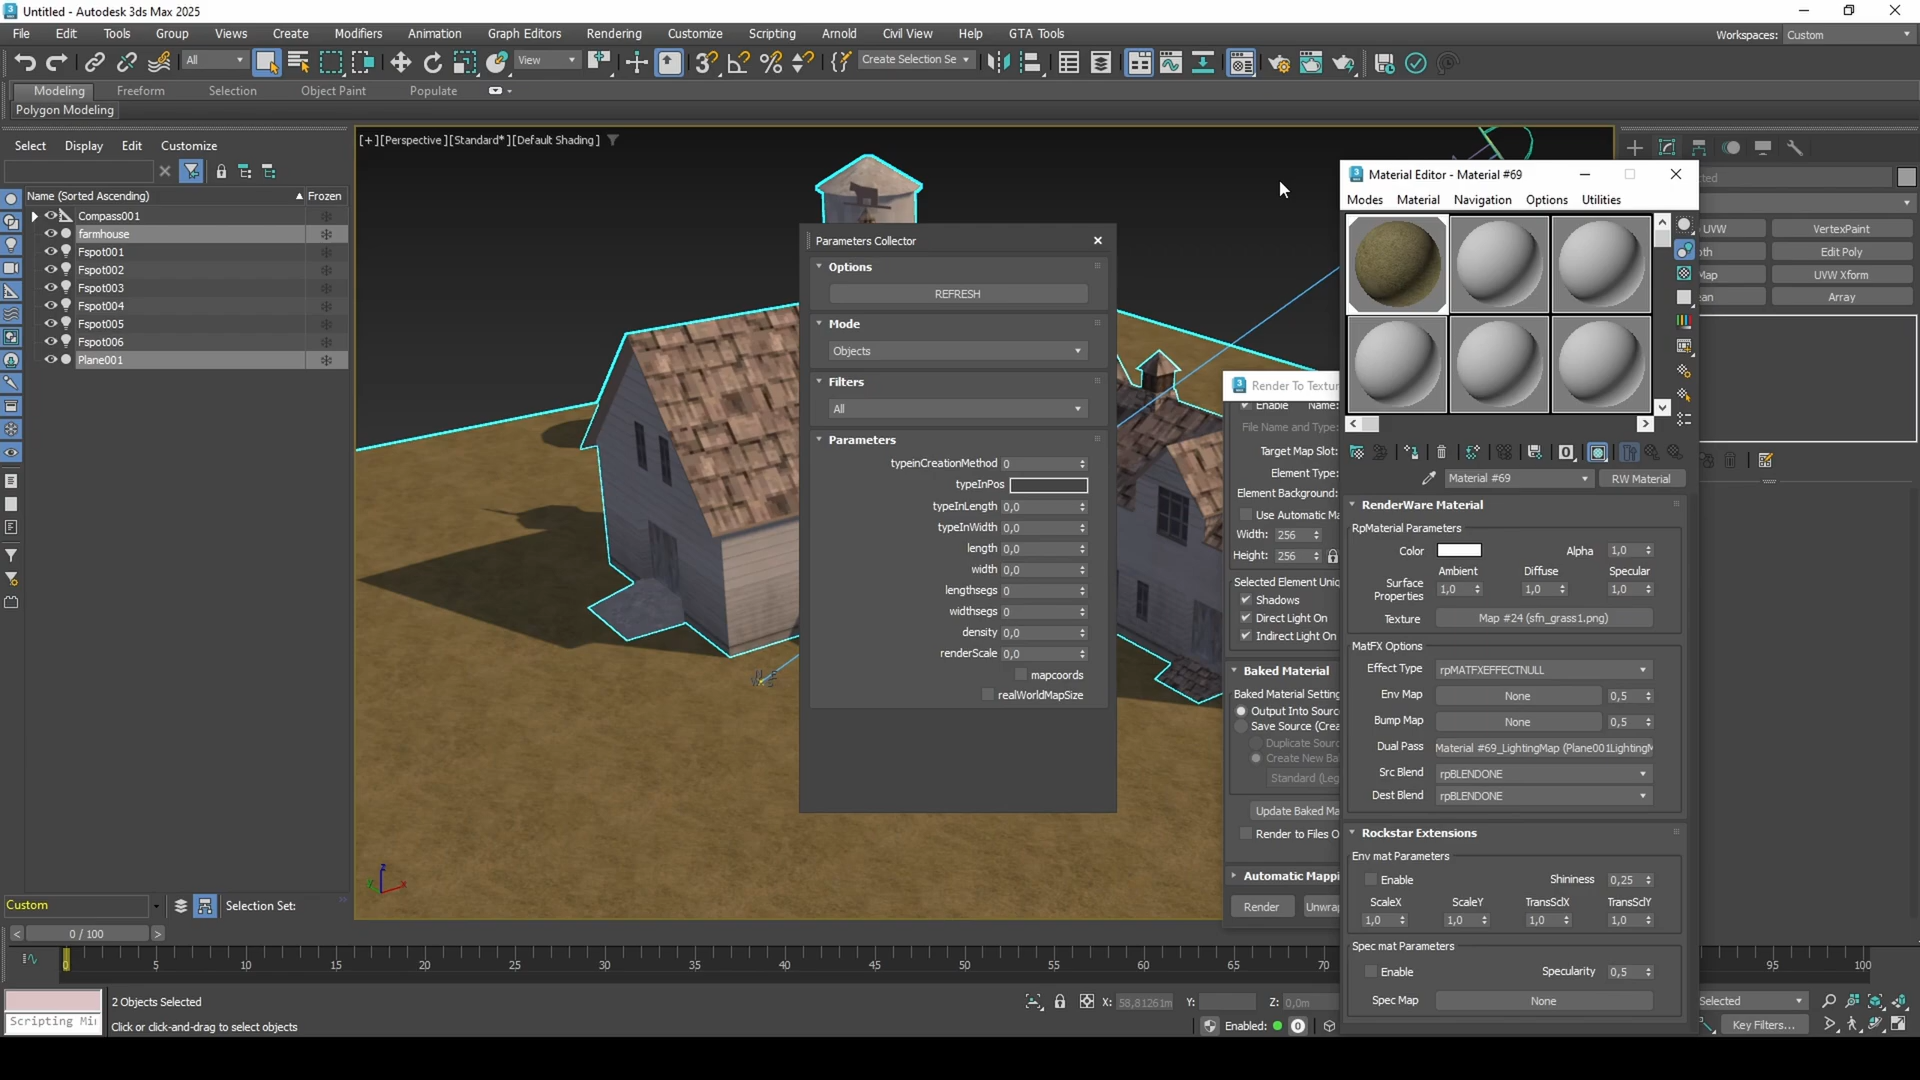 Untitled - Autodesk 3ds Max 2025
File Edit Tools Group Views Create Modifiers Animation Graph Editors Rendering Customize Scripting Arnold Civil View Help GTA Tools
Workspaces: Custom
All View Create Selection Se
Modeling Freeform Selection Object Paint Populate
Polygon Modeling
Select Display Edit Customize
Name (Sorted Ascending) Frozen
Compass001
farmhouse
Fspot001
Fspot002
Fspot003
Fspot004
Fspot005
Fspot006
Plane001
[+][Perspective][Standard*][Default Shading]
Parameters Collector
Options
REFRESH
Mode
Objects
Filters
All
Parameters
typeinCreationMethod 0
typeInPos
typeInLength 0,0
typeInWidth 0,0
length 0,0
width 0,0
lengthsegs 0
widthsegs 0
density 0,0
renderScale 0,0
mapcoords
realWorldMapSize
Render To Textur
Enable Name:
File Name and Type:
Target Map Slot:
Element Type:
Element Background:
Use Automatic Ma
Width: 256
Height: 256
Selected Element Uniq
Shadows
Direct Light On
Indirect Light On
Baked Material
Baked Material Setting
Output Into Sourc
Save Source (Crea
Duplicate Sourc
Create New Ba
Standard (Leg
Update Baked Ma
Render to Files O
Automatic Mappi
Render Unwrap
Material Editor - Material #69
Modes Material Navigation Options Utilities
Material #69 RW Material
RenderWare Material
RpMaterial Parameters
Color Alpha 1,0
Ambient Diffuse Specular
Surface Properties 1,0 1,0 1,0
Texture Map #24 (sfn_grass1.png)
MatFX Options
Effect Type rpMATFXEFFECTNULL
Env Map None 0,5
Bump Map None 0,5
Dual Pass Material #69_LightingMap (Plane001LightingM
Src Blend rpBLENDONE
Dest Blend rpBLENDONE
Rockstar Extensions
Env mat Parameters
Enable Shininess 0,25
ScaleX ScaleY TransSclX TransSclY
1,0 1,0 1,0 1,0
Spec mat Parameters
Enable Specularity 0,5
Spec Map None
cted
UVW VertexPaint
oth Edit Poly
Map UVW Xform
ean Array
Custom Selection Set:
0 / 100
0 5 10 15 20 25 30 35 40 45 50 55 60 65 70 95 100
Scripting Mi
2 Objects Selected
Click or click-and-drag to select objects
X: 58,81261m Y: Z: 0,0m
Enabled: 0
Selected
Key Filters...